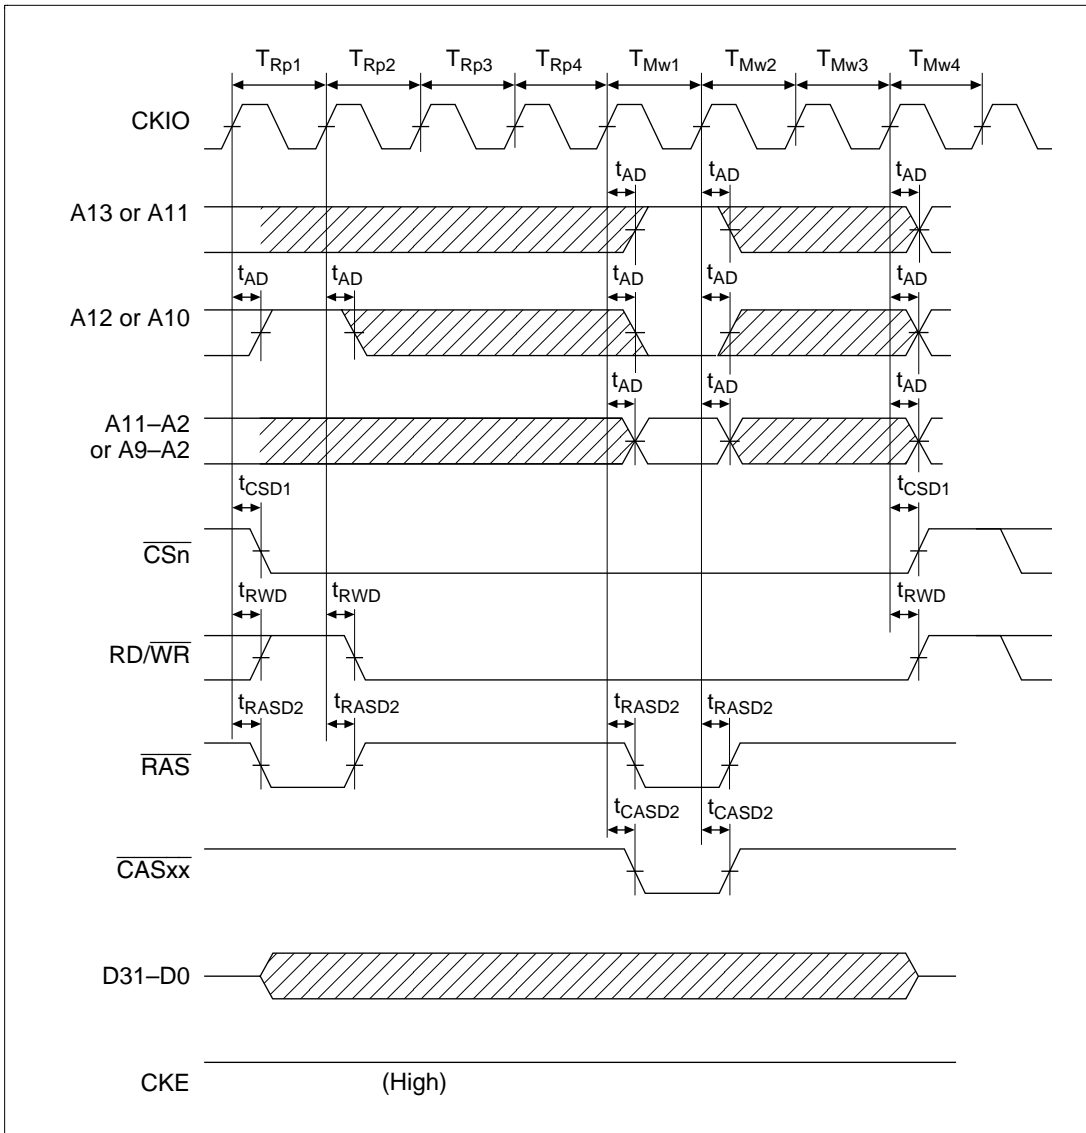 TRp1 TRp2 TRp3 TRp4 TMw1 TMw2 TMw3 TMw4
CKIO
tAD tAD tAD
A13 or A11
tAD tAD tAD tAD tAD
A12 or A10
tAD tAD tAD
A11–A2
or A9–A2
tCSD1 tCSD1
CSn
tRWD tRWD tRWD
RD/WR
tRASD2 tRASD2 tRASD2 tRASD2
RAS
tCASD2 tCASD2
CASxx
D31–D0
CKE (High)